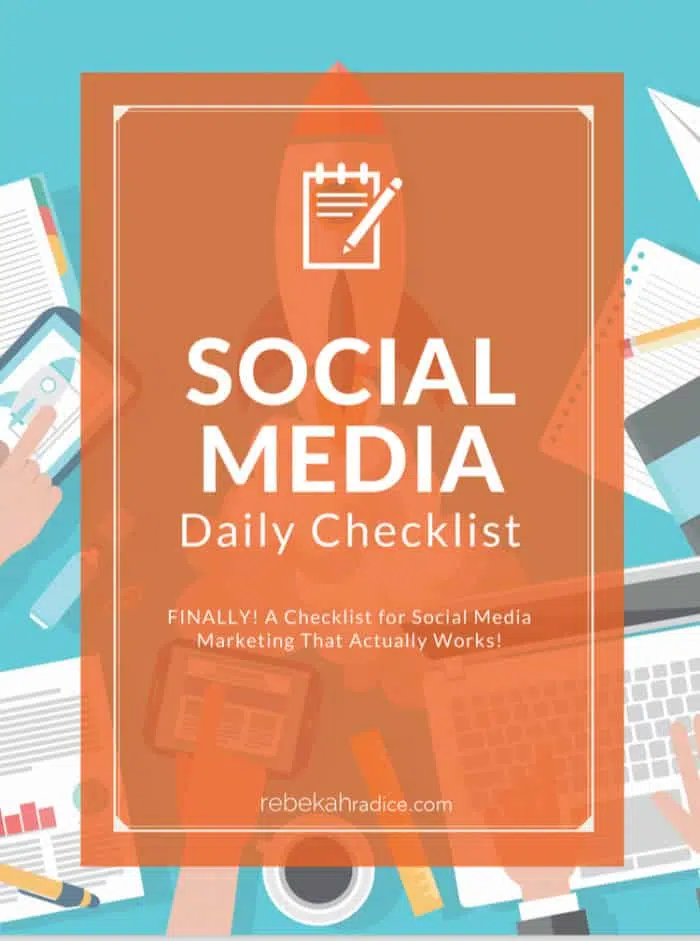 SOCIAL
MEDIA
Daily Checklist
FINALLY! A Checklist for Social Media
Marketing That Actually Works!
rebekahradice.com